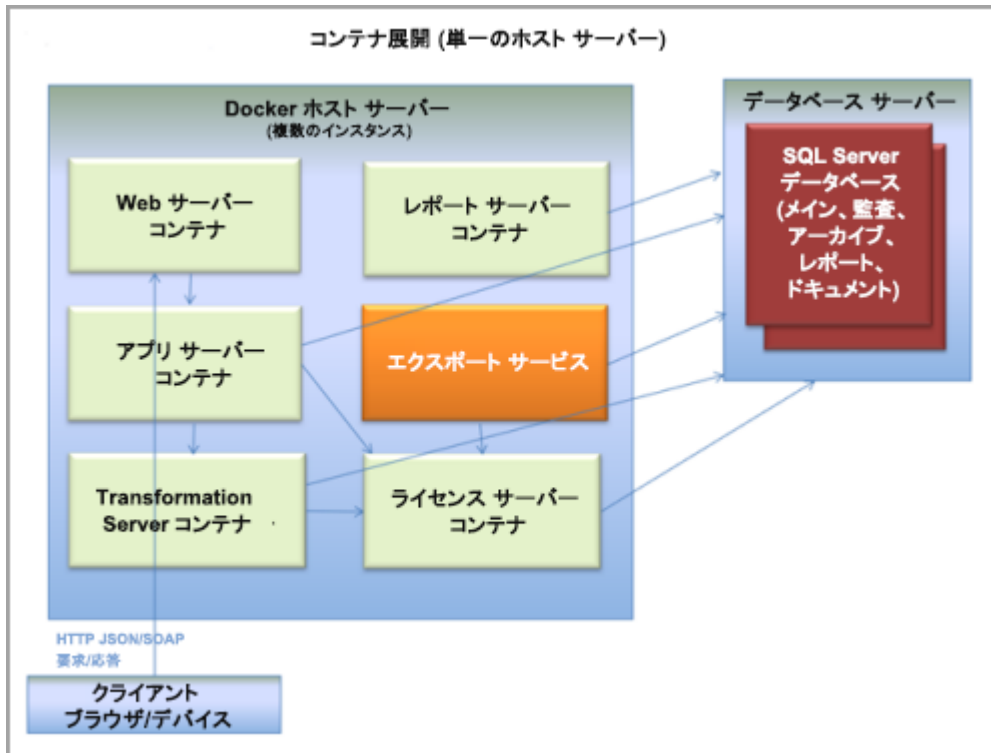 コンテナ展開 (単一のホスト サーバー)
Docker ホスト サーバー
(複数のインスタンス)
Web サーバー
コンテナ
レポート サーバー
コンテナ
アプリ サーバー
コンテナ
エクスポート サービス
Transformation
Server コンテナ
ライセンス サーバー
コンテナ
データベース サーバー
SQL Server
データベース
(メイン、監査、
アーカイブ、
レポート、
ドキュメント)
HTTP JSON/SOAP
要求/応答
クライアント
ブラウザ/デバイス